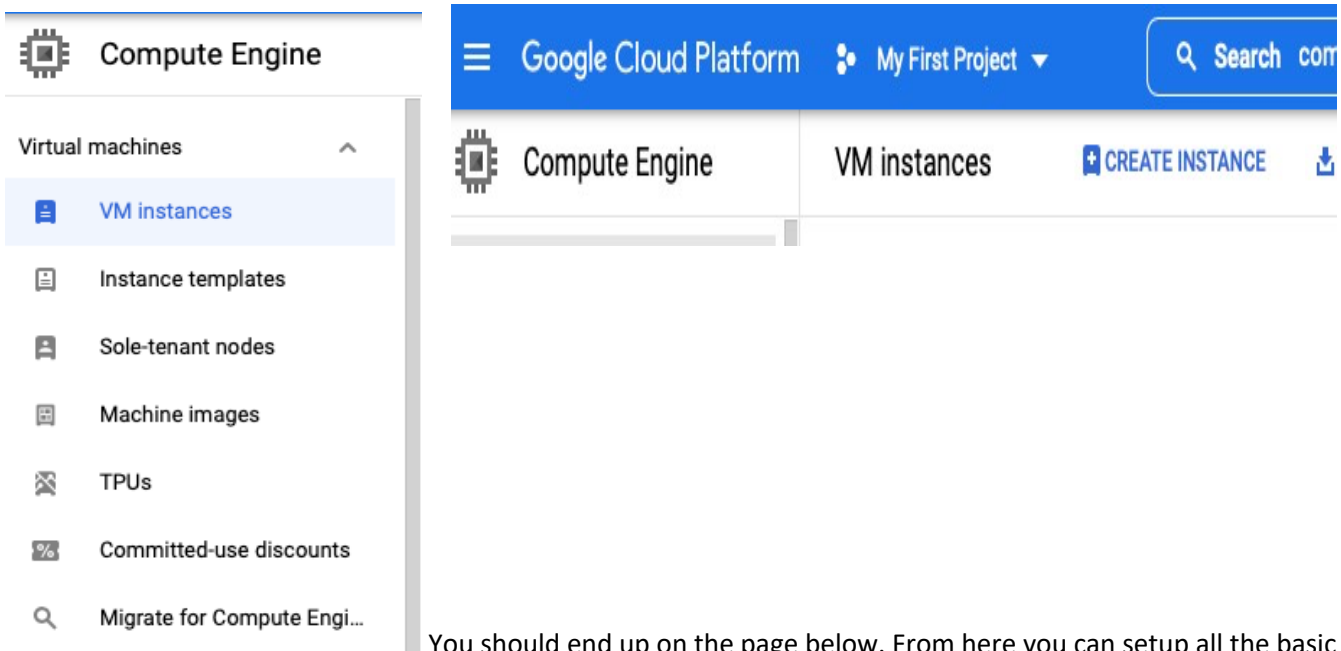 Compute Engine
Virtual machines
VM instances
Instance templates
Sole-tenant nodes
Machine images
TPUs
Committed-use discounts
Migrate for Compute Engi...
Google Cloud Platform My First Project Search com
Compute Engine VM instances CREATE INSTANCE
You should end up on the page below. From here you can setup all the basic